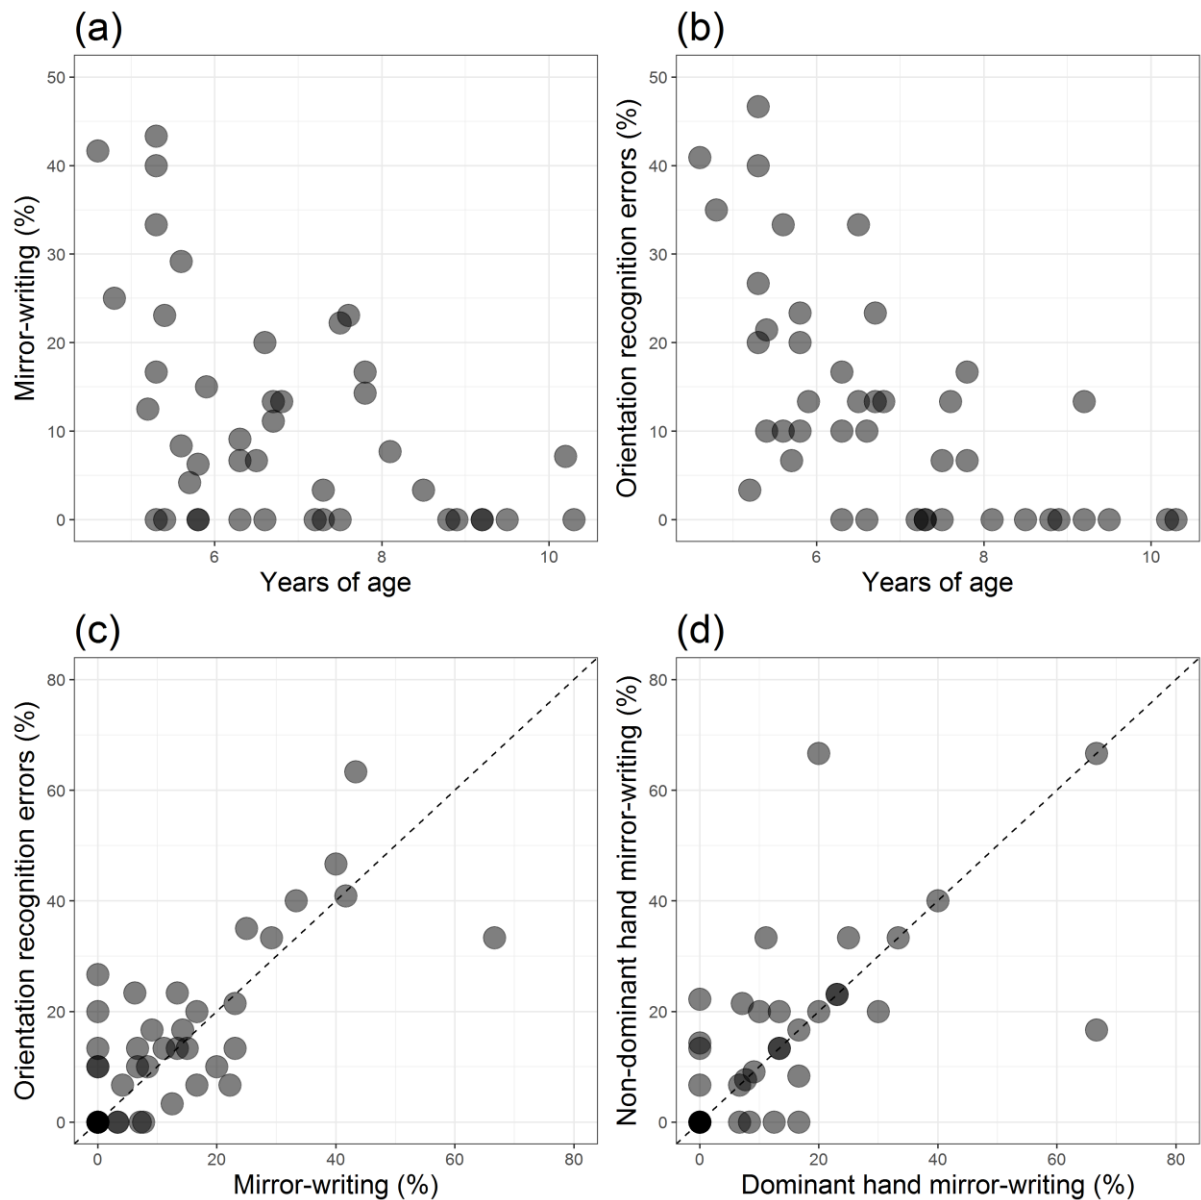 (a)
50
40
30
20
10
0
Mirror-writing (%)
6 8 10
Years of age
(b)
50
40
30
20
10
0
Orientation recognition errors (%)
6 8 10
Years of age
(c)
80
60
40
20
0
Orientation recognition errors (%)
0 20 40 60 80
Mirror-writing (%)
(d)
80
60
40
20
0
Non-dominant hand mirror-writing (%)
0 20 40 60 80
Dominant hand mirror-writing (%)